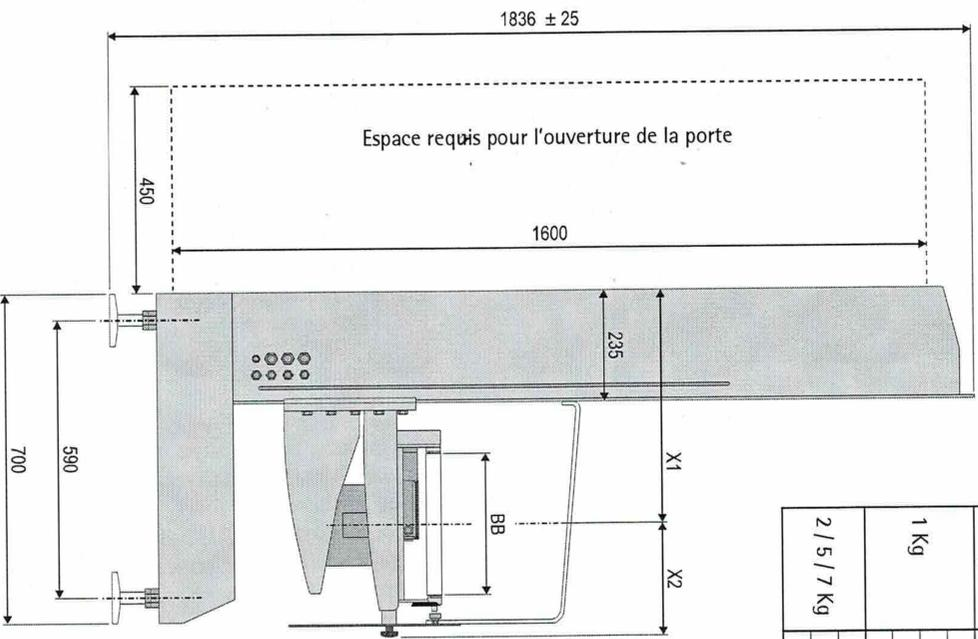 1836 ± 25
Espace requis pour l'ouverture de la porte
450
1600
235
X1
X2
BB
590
700
1 Kg
2 / 5 / 7 Kg